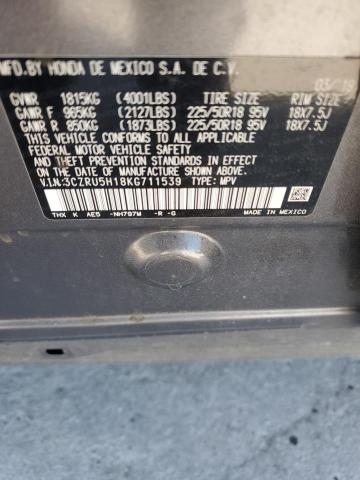 MFD.BY HONDA DE MEXICO S.A. DE C.V.
GVWR 1815KG (4001LBS) TIRE SIZE RIM SIZE
GAWR F 965KG (2127LBS) 225/50R18 95V 18X7.5J
GAWR R 850KG (1873LBS) 225/50R18 95V 18X7.5J
THIS VEHICLE CONFORMS TO ALL APPLICABLE
FEDERAL MOTOR VEHICLE SAFETY STANDARDS
IN EFFECT ON THE DATE OF MANUFACTURE
SHOWN ABOVE.
V.I.N:3CZRU5H18KG711539 TYPE: MPV
THX K AE5 -NH797M -R -G
MADE
IN MEXICO